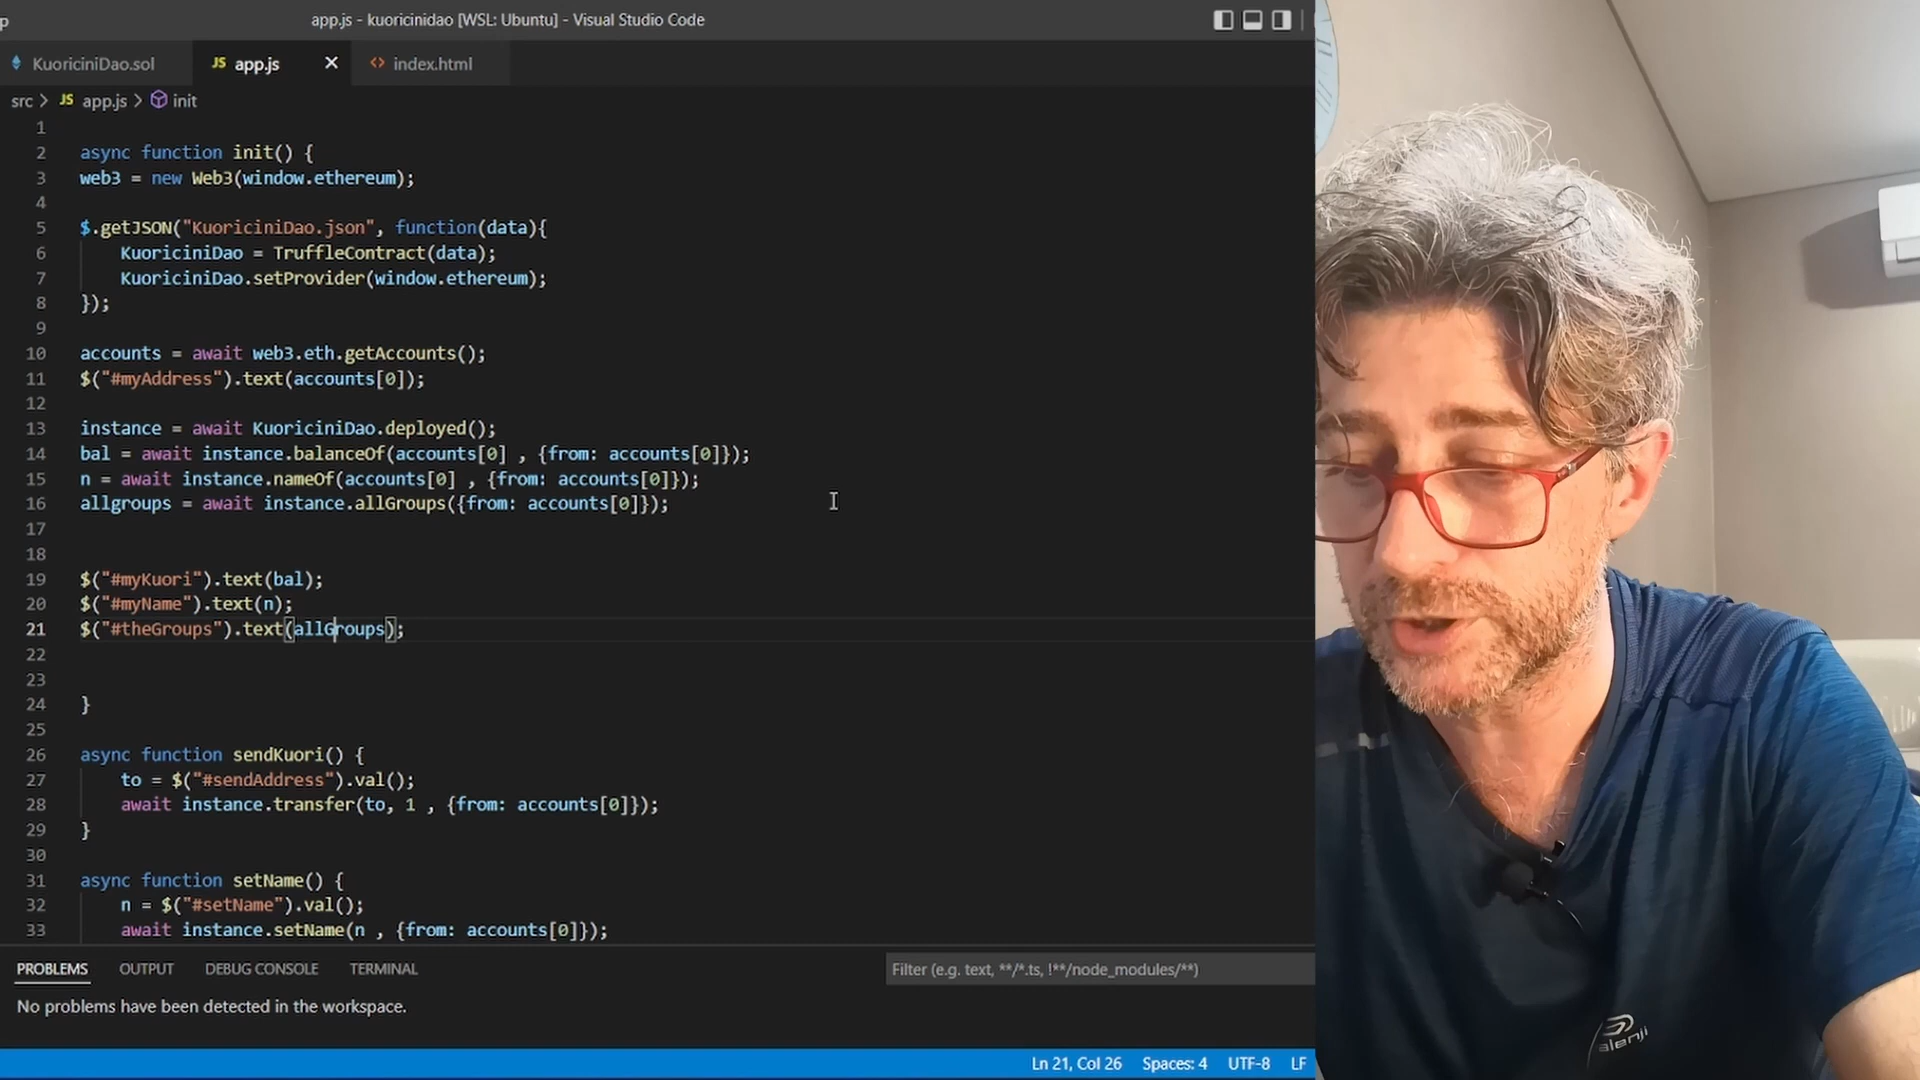 app.js - kuoricinidao [WSL: Ubuntu] - Visual Studio Code
KuoriciniDao.sol
JS app.js
index.html
src > JS app.js > init
1
2 async function init() {
3 web3 = new Web3(window.ethereum);
4
5 $.getJSON("KuoriciniDao.json", function(data){
6 KuoriciniDao = TruffleContract(data);
7 KuoriciniDao.setProvider(window.ethereum);
8 });
9
10 accounts = await web3.eth.getAccounts();
11 $("#myAddress").text(accounts[0]);
12
13 instance = await KuoriciniDao.deployed();
14 bal = await instance.balanceOf(accounts[0] , {from: accounts[0]});
15 n = await instance.nameOf(accounts[0] , {from: accounts[0]});
16 allgroups = await instance.allGroups({from: accounts[0]});
17
18
19 $("#myKuori").text(bal);
20 $("#myName").text(n);
21 $("#theGroups").text(allGroups);
22
23
24 }
25
26 async function sendKuori() {
27 to = $("#sendAddress").val();
28 await instance.transfer(to, 1 , {from: accounts[0]});
29 }
30
31 async function setName() {
32 n = $("#setName").val();
33 await instance.setName(n , {from: accounts[0]});
PROBLEMS OUTPUT DEBUG CONSOLE TERMINAL
Filter (e.g. text, **/*.ts, !**/node_modules/**)
No problems have been detected in the workspace.
Ln 21, Col 26 Spaces: 4 UTF-8 LF
alenji